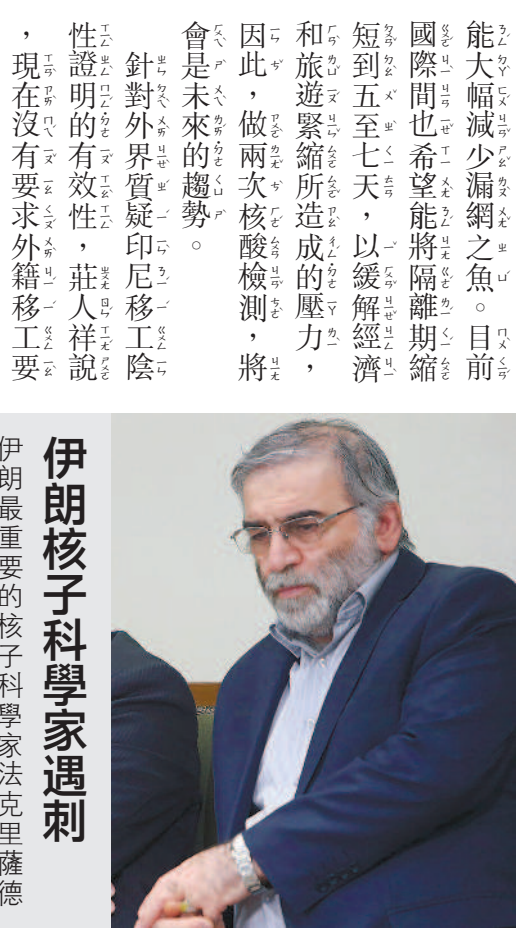 能大幅減少漏網之魚。目前
國際間也希望能將隔離期縮
短到五至七天，以緩解經濟
和旅遊緊縮所造成的壓力，
因此，做兩次核酸檢測，將
會是未來的趨勢。
針對外界質疑印尼移工陰
性證明的有效性，莊人祥說
，現在沒有要求外籍移工要
伊朗核子科學家遇刺
伊朗最重要的核子科學家法克里薩德